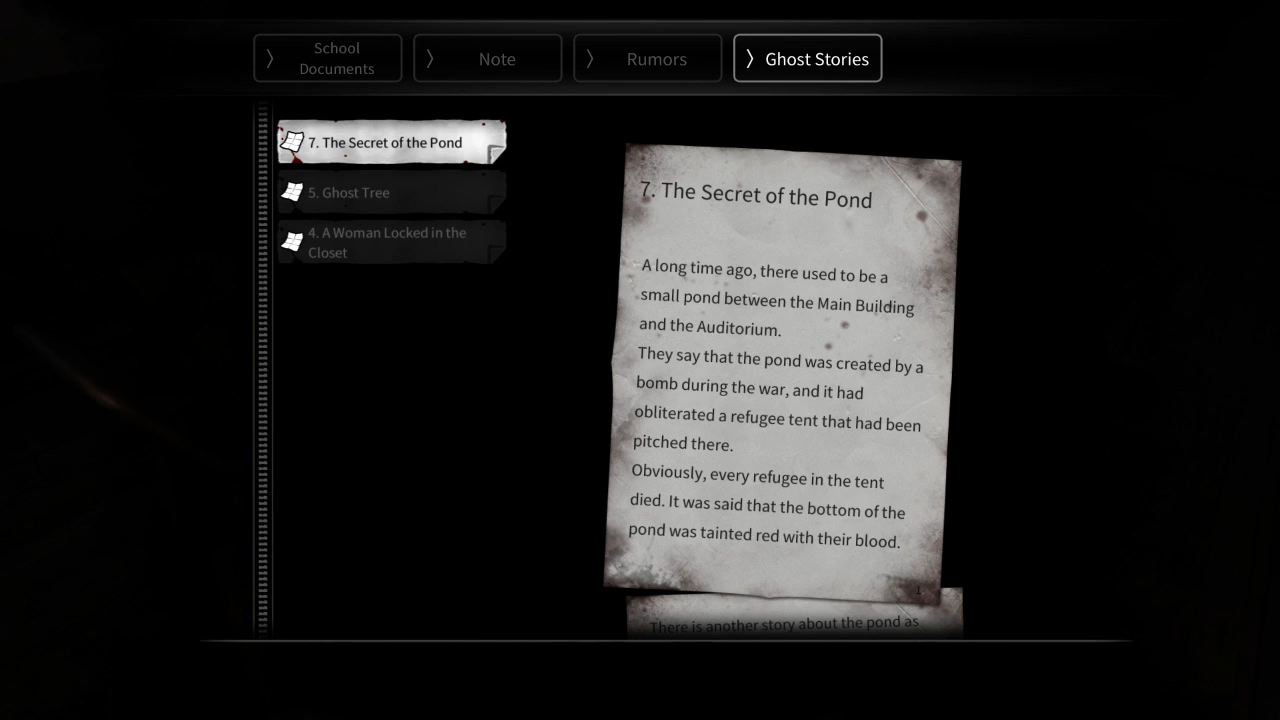 School
Documents
Note
Rumors
Ghost Stories
7. The Secret of the Pond
5. Ghost Tree
4. A Woman Locked in the
Closet
7. The Secret of the Pond
A long time ago, there used to be a
small pond between the Main Building
and the Auditorium.
They say that the pond was created by a
bomb during the war, and it had
obliterated a refugee tent that had been
pitched there.
Obviously, every refugee in the tent
died. It was said that the bottom of the
pond was tainted red with their blood.
1
There is another story about the pond as